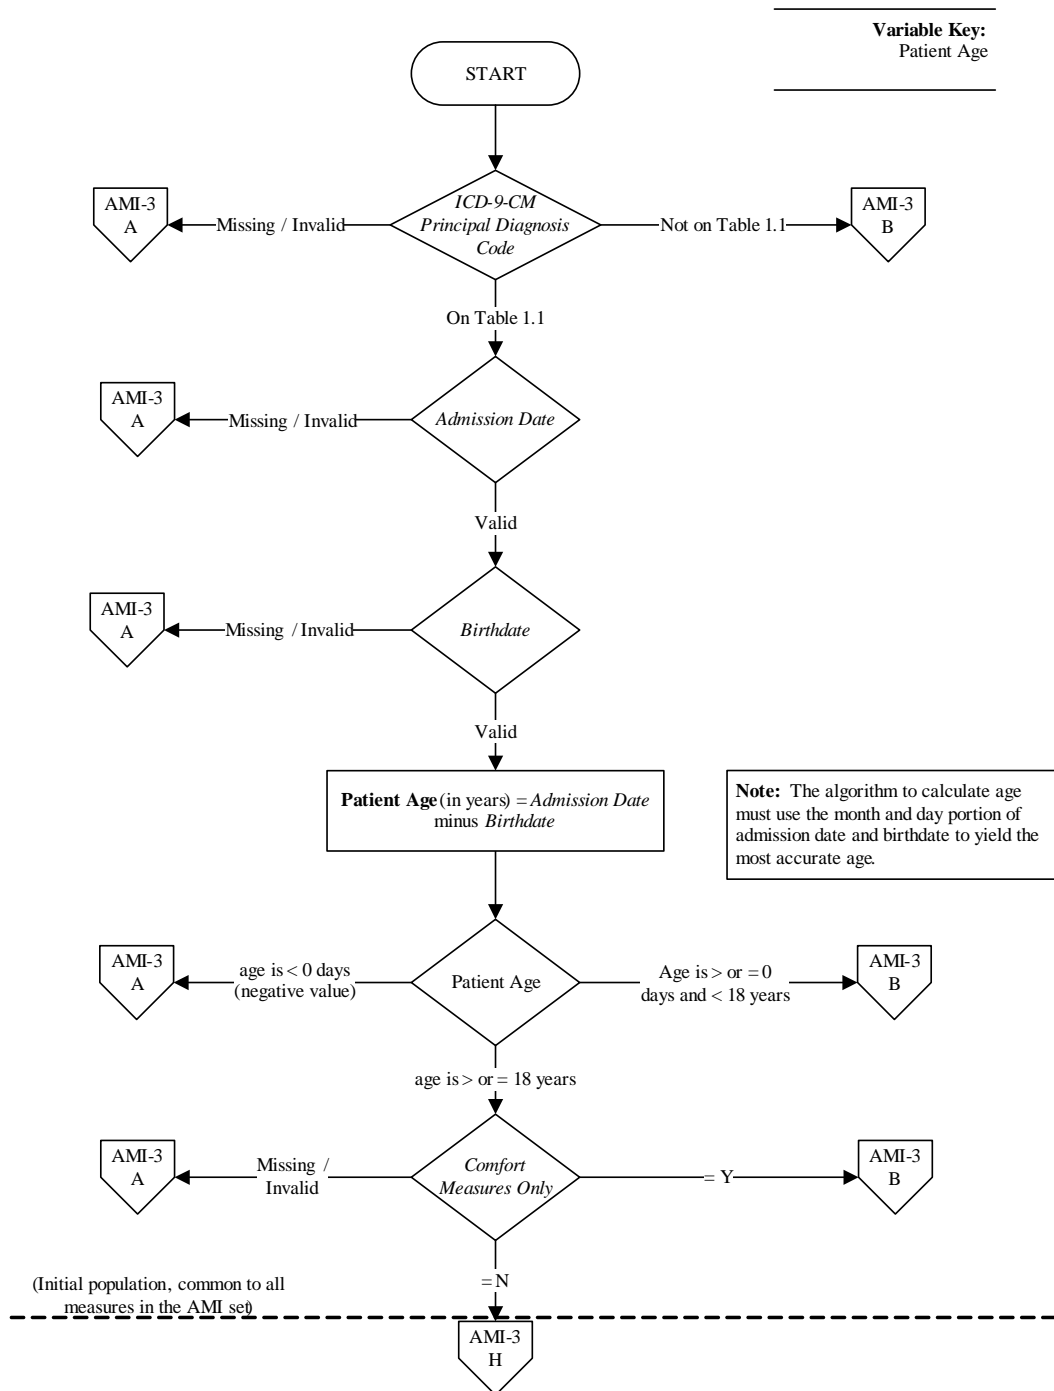 Variable Key:
Patient Age
START
ICD-9-CM
Principal Diagnosis
Code
AMI-3
A
Missing / Invalid
Not on Table 1.1
AMI-3
B
On Table 1.1
AMI-3
A
Missing / Invalid
Admission Date
Valid
AMI-3
A
Missing / Invalid
Birthdate
Valid
Patient Age (in years) = Admission Date
minus Birthdate
Note: The algorithm to calculate age
must use the month and day portion of
admission date and birthdate to yield the
most accurate age.
AMI-3
A
age is < 0 days
(negative value)
Patient Age
Age is > or = 0
days and < 18 years
AMI-3
B
age is > or = 18 years
AMI-3
A
Missing /
Invalid
Comfort
Measures Only
= Y
AMI-3
B
= N
(Initial population, common to all
measures in the AMI set)
AMI-3
H